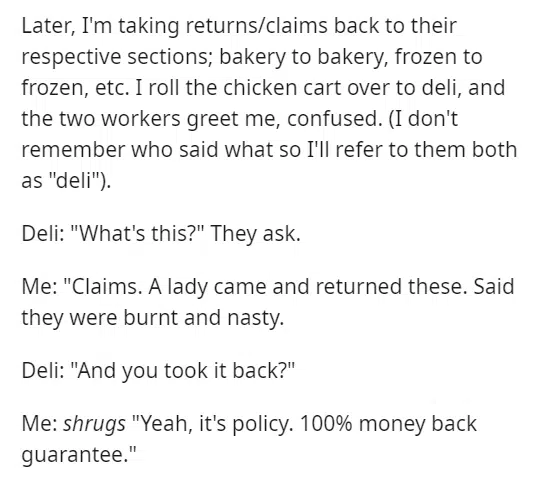 Later, I'm taking returns/claims back to their
respective sections; bakery to bakery, frozen to
frozen, etc. I roll the chicken cart over to deli, and
the two workers greet me, confused. (I don't
remember who said what so I'll refer to them both
as "deli").
Deli: "What's this?" They ask.
Me: "Claims. A lady came and returned these. Said
they were burnt and nasty.
Deli: "And you took it back?"
Me: shrugs "Yeah, it's policy. 100% money back
guarantee."